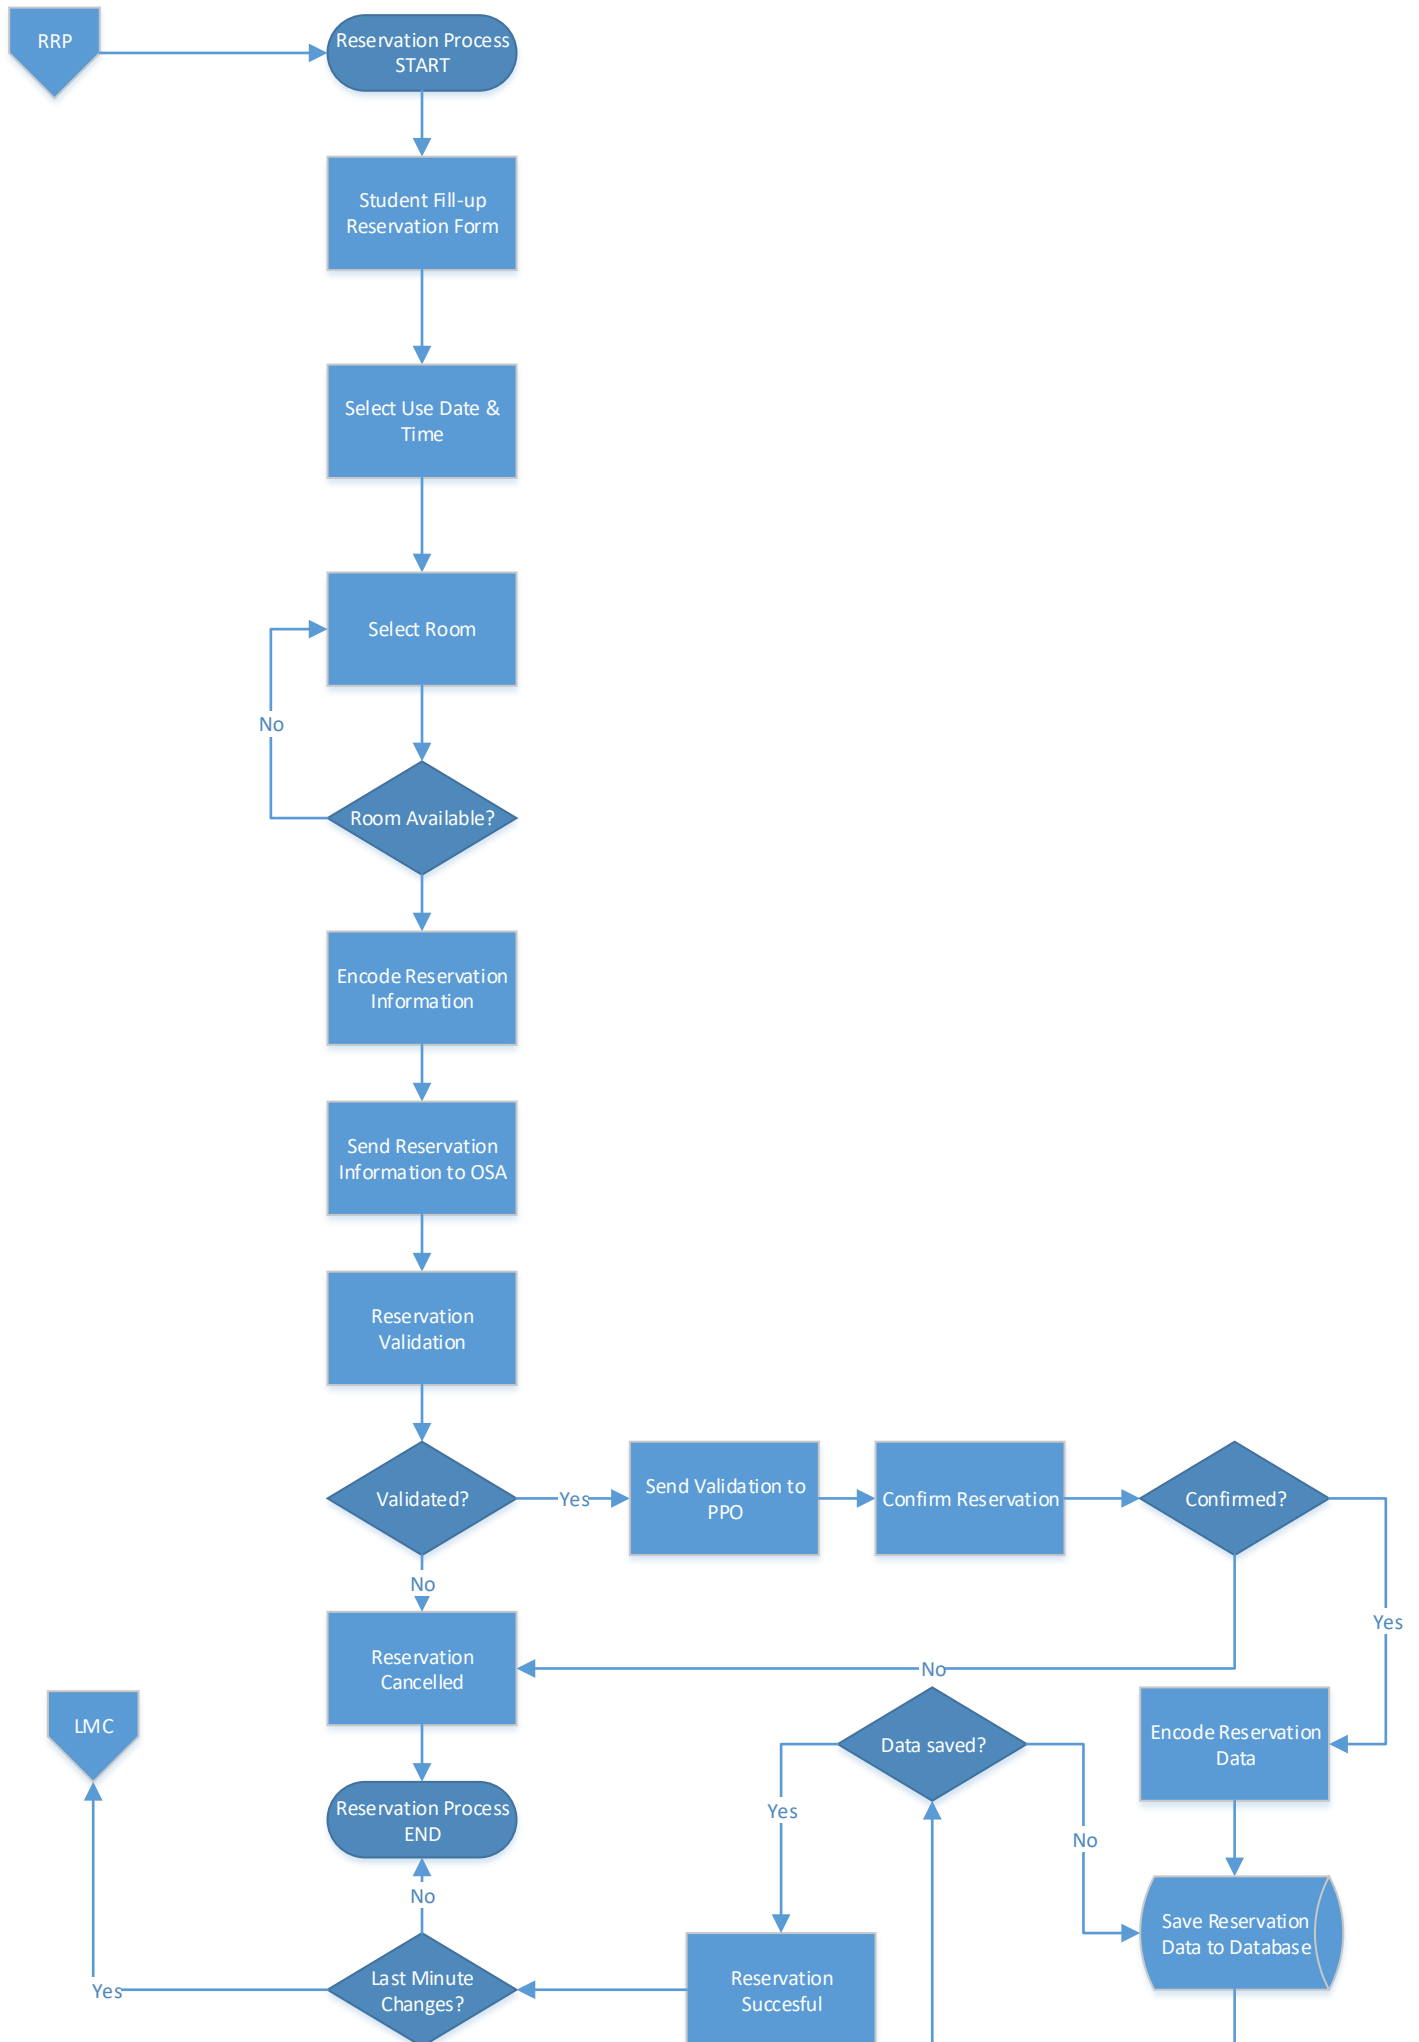 RRP
Reservation Process
START
Student Fill-up
Reservation Form
Select Use Date &
Time
Select Room
No
Room Available?
Encode Reservation
Information
Send Reservation
Information to OSA
Reservation
Validation
Validated?
Yes
Send Validation to
PPO
Confirm Reservation
Confirmed?
No
Yes
Reservation
Cancelled
No
LMC
Data saved?
Encode Reservation
Data
Reservation Process
END
Yes
No
No
Save Reservation
Data to Database
Last Minute
Changes?
Yes
Reservation
Succesful